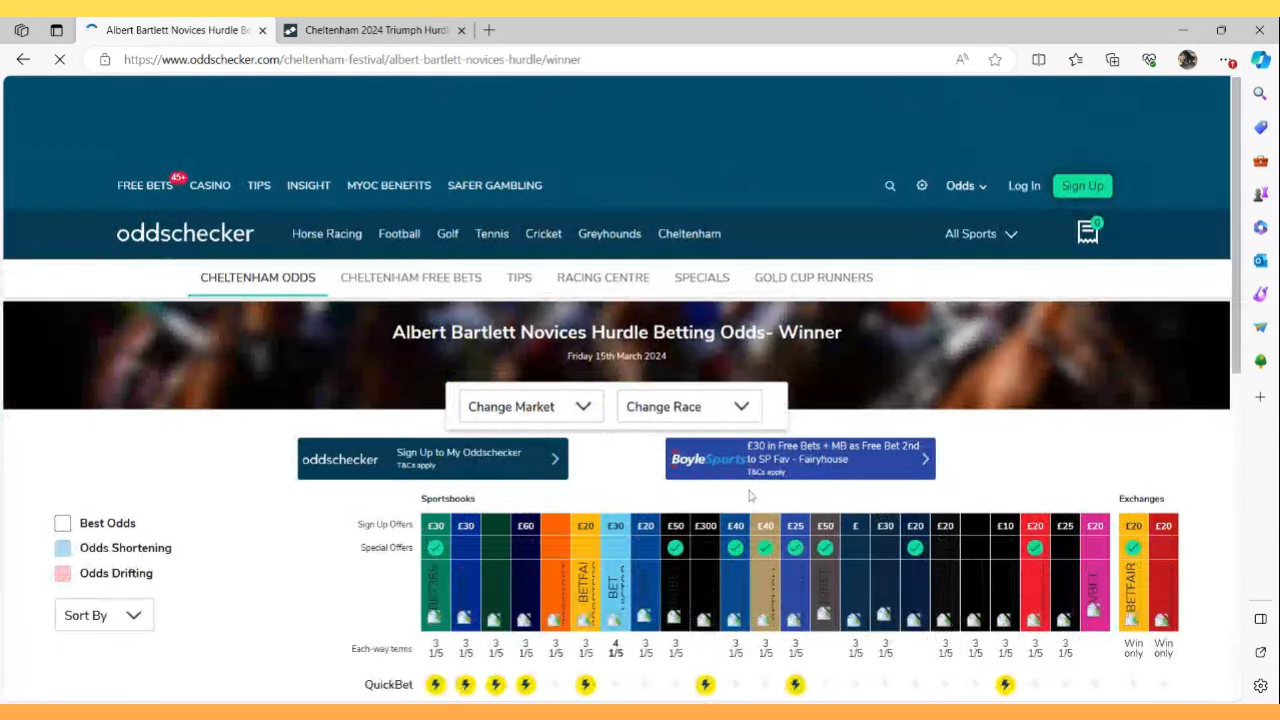 Albert Bartlett Novices Hurdle Be
Cheltenham 2024 Triumph Hurdl
https://www.oddschecker.com/cheltenham-festival/albert-bartlett-novices-hurdle/winner
FREE BETS 45+ CASINO TIPS INSIGHT MYOC BENEFITS SAFER GAMBLING
Odds Log In Sign Up
oddschecker Horse Racing Football Golf Tennis Cricket Greyhounds Cheltenham All Sports 0
CHELTENHAM ODDS CHELTENHAM FREE BETS TIPS RACING CENTRE SPECIALS GOLD CUP RUNNERS
Albert Bartlett Novices Hurdle Betting Odds- Winner
Friday 15th March 2024
Change Market Change Race
oddschecker Sign Up to My Oddschecker
T&Cs apply
BoyleSports £30 in Free Bets + MB as Free Bet 2nd
to SP Fav - Fairyhouse
T&Cs apply
Sportsbooks Exchanges
Best Odds
Odds Shortening
Odds Drifting
Sort By
Sign Up Offers £30 £30 £60 £20 £30 £20 £50 £300 £40 £40 £25 £50 £ £30 £20 £20 £10 £20 £25 £20 £20 £20
Special Offers
BET365 BETFAI BET VBET BETFAIR
Each-way terms 3 3 3 3 3 3 4 3 3 3 3 3 3 3 3 3 3 3 Win Win
1/5 1/5 1/5 1/5 1/5 1/5 1/5 1/5 1/5 1/5 1/5 1/5 1/5 1/5 1/5 1/5 1/5 1/5 only only
QuickBet